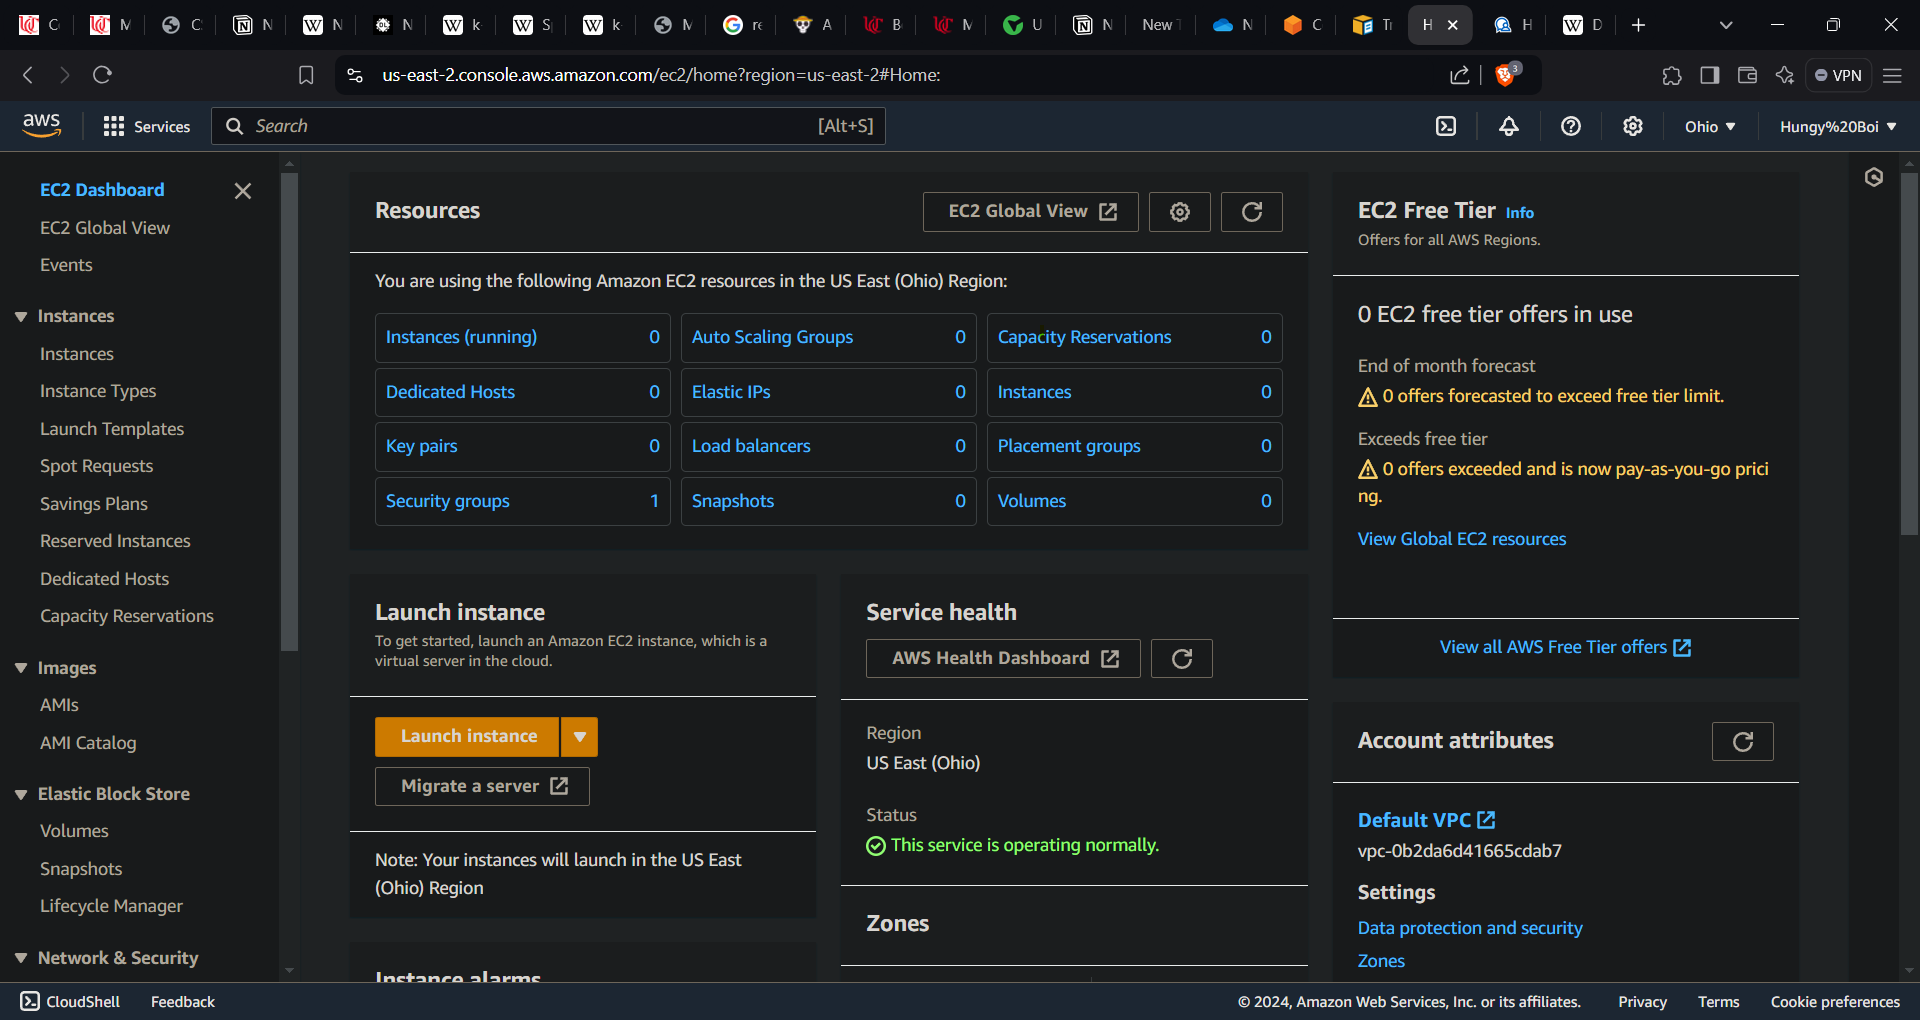 C
M
C
N
N
N
k
S
k
M
re
A
B
M
U
N
New T
N
C
Tr
H
H
D
us-east-2.console.aws.amazon.com/ec2/home?region=us-east-2#Home:
3
VPN
aws
Services
Search
[Alt+S]
Ohio
Hungy%20Boi
EC2 Dashboard
EC2 Global View
Events
Instances
Instances
Instance Types
Launch Templates
Spot Requests
Savings Plans
Reserved Instances
Dedicated Hosts
Capacity Reservations
Images
AMIs
AMI Catalog
Elastic Block Store
Volumes
Snapshots
Lifecycle Manager
Network & Security
Resources
EC2 Global View
You are using the following Amazon EC2 resources in the US East (Ohio) Region:
Instances (running) 0
Auto Scaling Groups 0
Capacity Reservations 0
Dedicated Hosts 0
Elastic IPs 0
Instances 0
Key pairs 0
Load balancers 0
Placement groups 0
Security groups 1
Snapshots 0
Volumes 0
Launch instance
To get started, launch an Amazon EC2 instance, which is a
virtual server in the cloud.
Launch instance
Migrate a server
Note: Your instances will launch in the US East
(Ohio) Region
Instance alarms
Service health
AWS Health Dashboard
Region
US East (Ohio)
Status
This service is operating normally.
Zones
EC2 Free Tier Info
Offers for all AWS Regions.
0 EC2 free tier offers in use
End of month forecast
0 offers forecasted to exceed free tier limit.
Exceeds free tier
0 offers exceeded and is now pay-as-you-go prici
ng.
View Global EC2 resources
View all AWS Free Tier offers
Account attributes
Default VPC
vpc-0b2da6d41665cdab7
Settings
Data protection and security
Zones
CloudShell
Feedback
© 2024, Amazon Web Services, Inc. or its affiliates.
Privacy
Terms
Cookie preferences